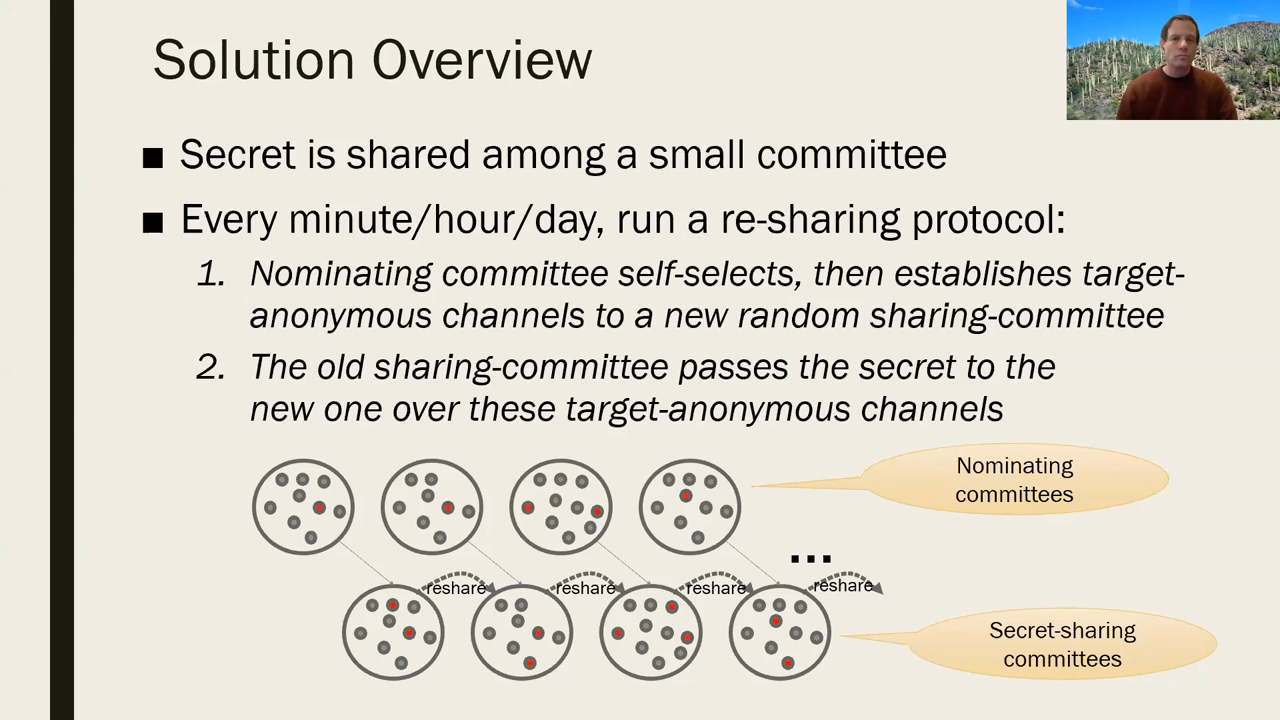 Solution Overview
■ Secret is shared among a small committee
■ Every minute/hour/day, run a re-sharing protocol:
1. Nominating committee self-selects, then establishes target-
anonymous channels to a new random sharing-committee
2. The old sharing-committee passes the secret to the
new one over these target-anonymous channels
Nominating
committees
...
reshare reshare reshare reshare
Secret-sharing
committees